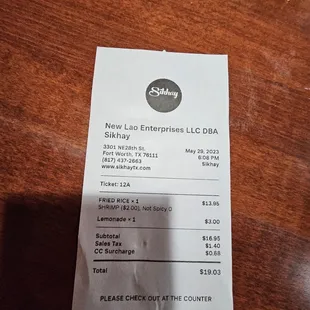 Sikhay
New Lao Enterprises LLC DBA
Sikhay
3301 NE28th St.
Fort Worth, TX 76111
(817) 437-2663
www.sikhaytx.com
May 29, 2023
6:08 PM
Sikhay
Ticket: 12A
FRIED RICE × 1 $13.95
SHRIMP ($2.00), Not Spicy 0
Lemonade × 1 $3.00
Subtotal $16.95
Sales Tax $1.40
CC Surcharge $0.68
Total $19.03
PLEASE CHECK OUT AT THE COUNTER